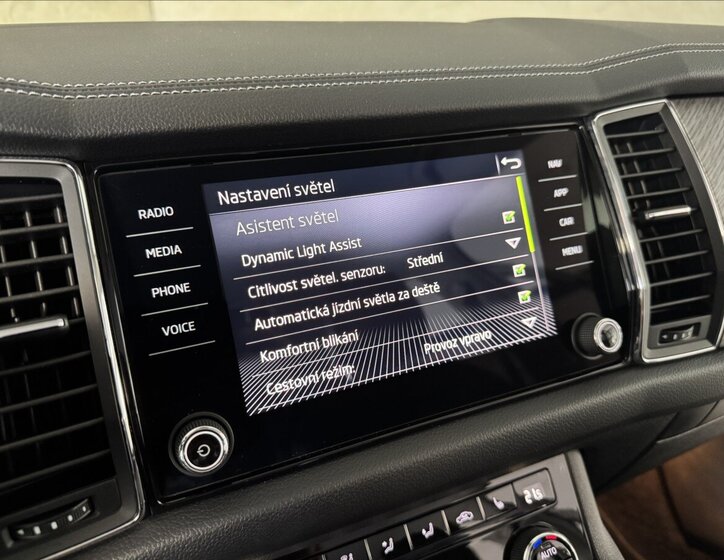 RADIO
MEDIA
PHONE
VOICE
Nastavení světel
Asistent světel
Dynamic Light Assist
Citlivost světel. senzoru: Střední
Automatická jízdní světla za deště
Komfortní blikání
Cestovní režim: Provoz vpravo
NAV
APP
CAR
MENU
AUTO